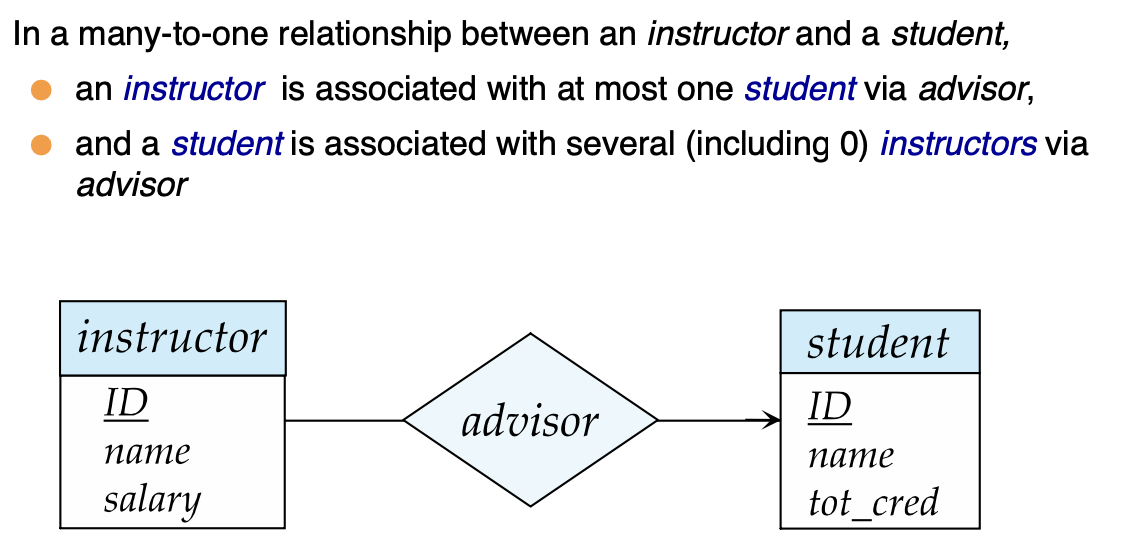 In a many-to-one relationship between an instructor and a student,
an instructor is associated with at most one student via advisor,
and a student is associated with several (including 0) instructors via
advisor
instructor
ID
name
salary
advisor
student
ID
name
tot_cred